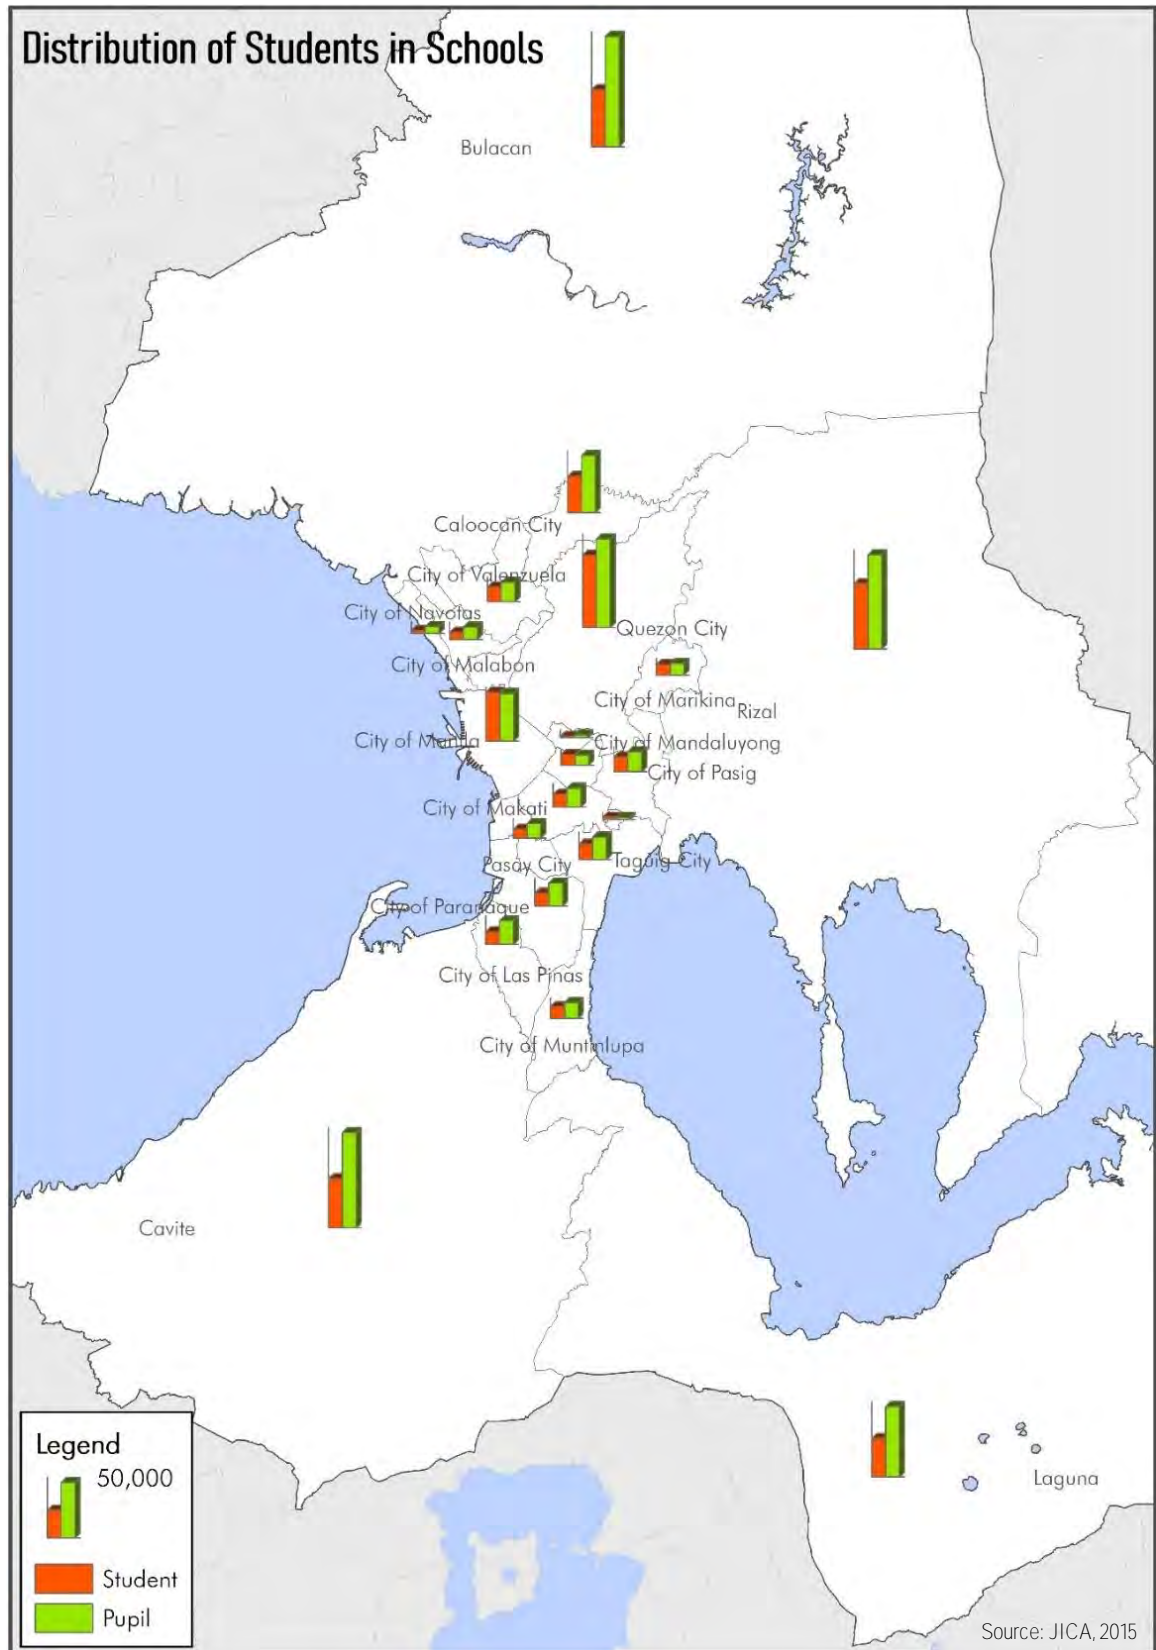 Distribution of Students in Schools
Bulacan
Caloocan City
City of Valenzuela
City of Navotas
Quezon City
City of Malabon
City of Marikina
Rizal
City of Manila
City of Mandaluyong
City of Pasig
City of Makati
Pasay City
Taguig City
City of Paranaque
City of Las Pinas
City of Muntinlupa
Cavite
Legend
50,000
Student
Pupil
Laguna
Source: JICA, 2015